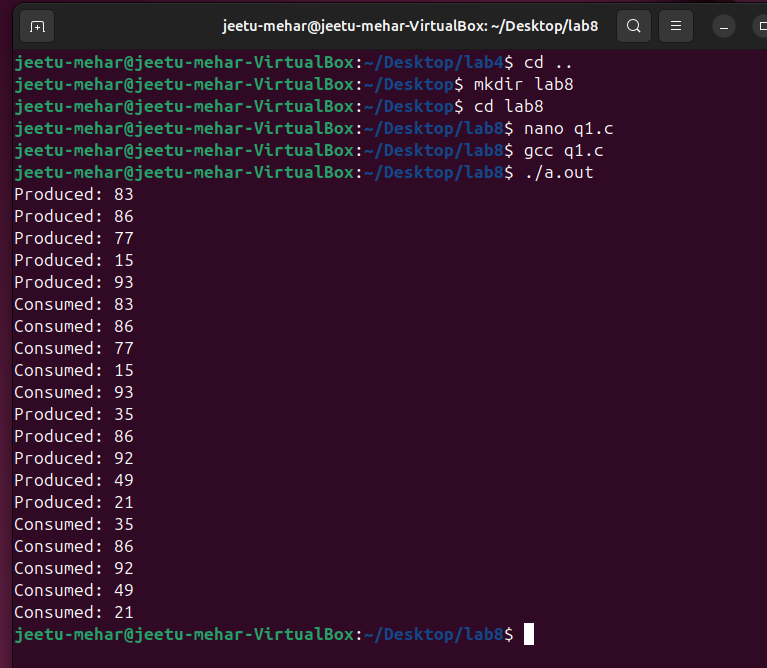 jeetu-mehar@jeetu-mehar-VirtualBox: ~/Desktop/lab8
jeetu-mehar@jeetu-mehar-VirtualBox:~/Desktop/lab4$ cd ..
jeetu-mehar@jeetu-mehar-VirtualBox:~/Desktop$ mkdir lab8
jeetu-mehar@jeetu-mehar-VirtualBox:~/Desktop$ cd lab8
jeetu-mehar@jeetu-mehar-VirtualBox:~/Desktop/lab8$ nano q1.c
jeetu-mehar@jeetu-mehar-VirtualBox:~/Desktop/lab8$ gcc q1.c
jeetu-mehar@jeetu-mehar-VirtualBox:~/Desktop/lab8$ ./a.out
Produced: 83
Produced: 86
Produced: 77
Produced: 15
Produced: 93
Consumed: 83
Consumed: 86
Consumed: 77
Consumed: 15
Consumed: 93
Produced: 35
Produced: 86
Produced: 92
Produced: 49
Produced: 21
Consumed: 35
Consumed: 86
Consumed: 92
Consumed: 49
Consumed: 21
jeetu-mehar@jeetu-mehar-VirtualBox:~/Desktop/lab8$